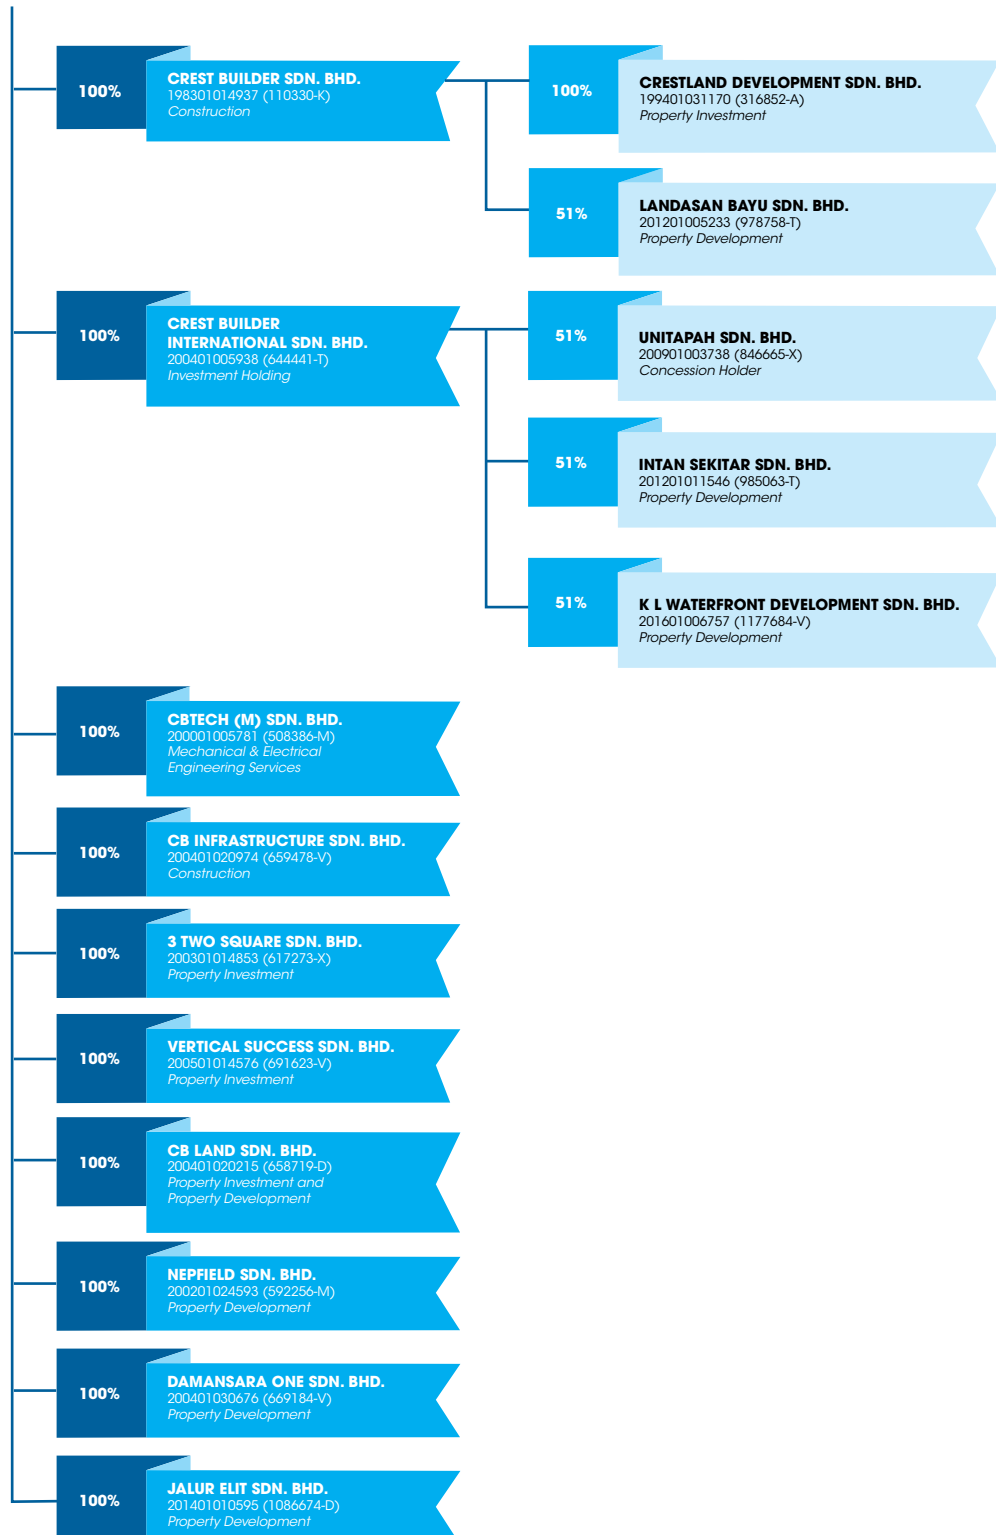 100%
CREST BUILDER SDN. BHD.
198301014937 (110330-K)
Construction
100%
CRESTLAND DEVELOPMENT SDN. BHD.
199401031170 (316852-A)
Property Investment
51%
LANDASAN BAYU SDN. BHD.
201201005233 (978758-T)
Property Development
100%
CREST BUILDER
INTERNATIONAL SDN. BHD.
200401005938 (644441-T)
Investment Holding
51%
UNITAPAH SDN. BHD.
200901003738 (846665-X)
Concession Holder
51%
INTAN SEKITAR SDN. BHD.
201201011546 (985063-T)
Property Development
51%
K L WATERFRONT DEVELOPMENT SDN. BHD.
201601006757 (1177684-V)
Property Development
100%
CBTECH (M) SDN. BHD.
200001005781 (508386-M)
Mechanical & Electrical
Engineering Services
100%
CB INFRASTRUCTURE SDN. BHD.
200401020974 (659478-V)
Construction
100%
3 TWO SQUARE SDN. BHD.
200301014853 (617273-X)
Property Investment
100%
VERTICAL SUCCESS SDN. BHD.
200501014576 (691623-V)
Property Investment
100%
CB LAND SDN. BHD.
200401020215 (658719-D)
Property Investment and
Property Development
100%
NEPFIELD SDN. BHD.
200201024593 (592256-M)
Property Development
100%
DAMANSARA ONE SDN. BHD.
200401030676 (669184-V)
Property Development
100%
JALUR ELIT SDN. BHD.
201401010595 (1086674-D)
Property Development